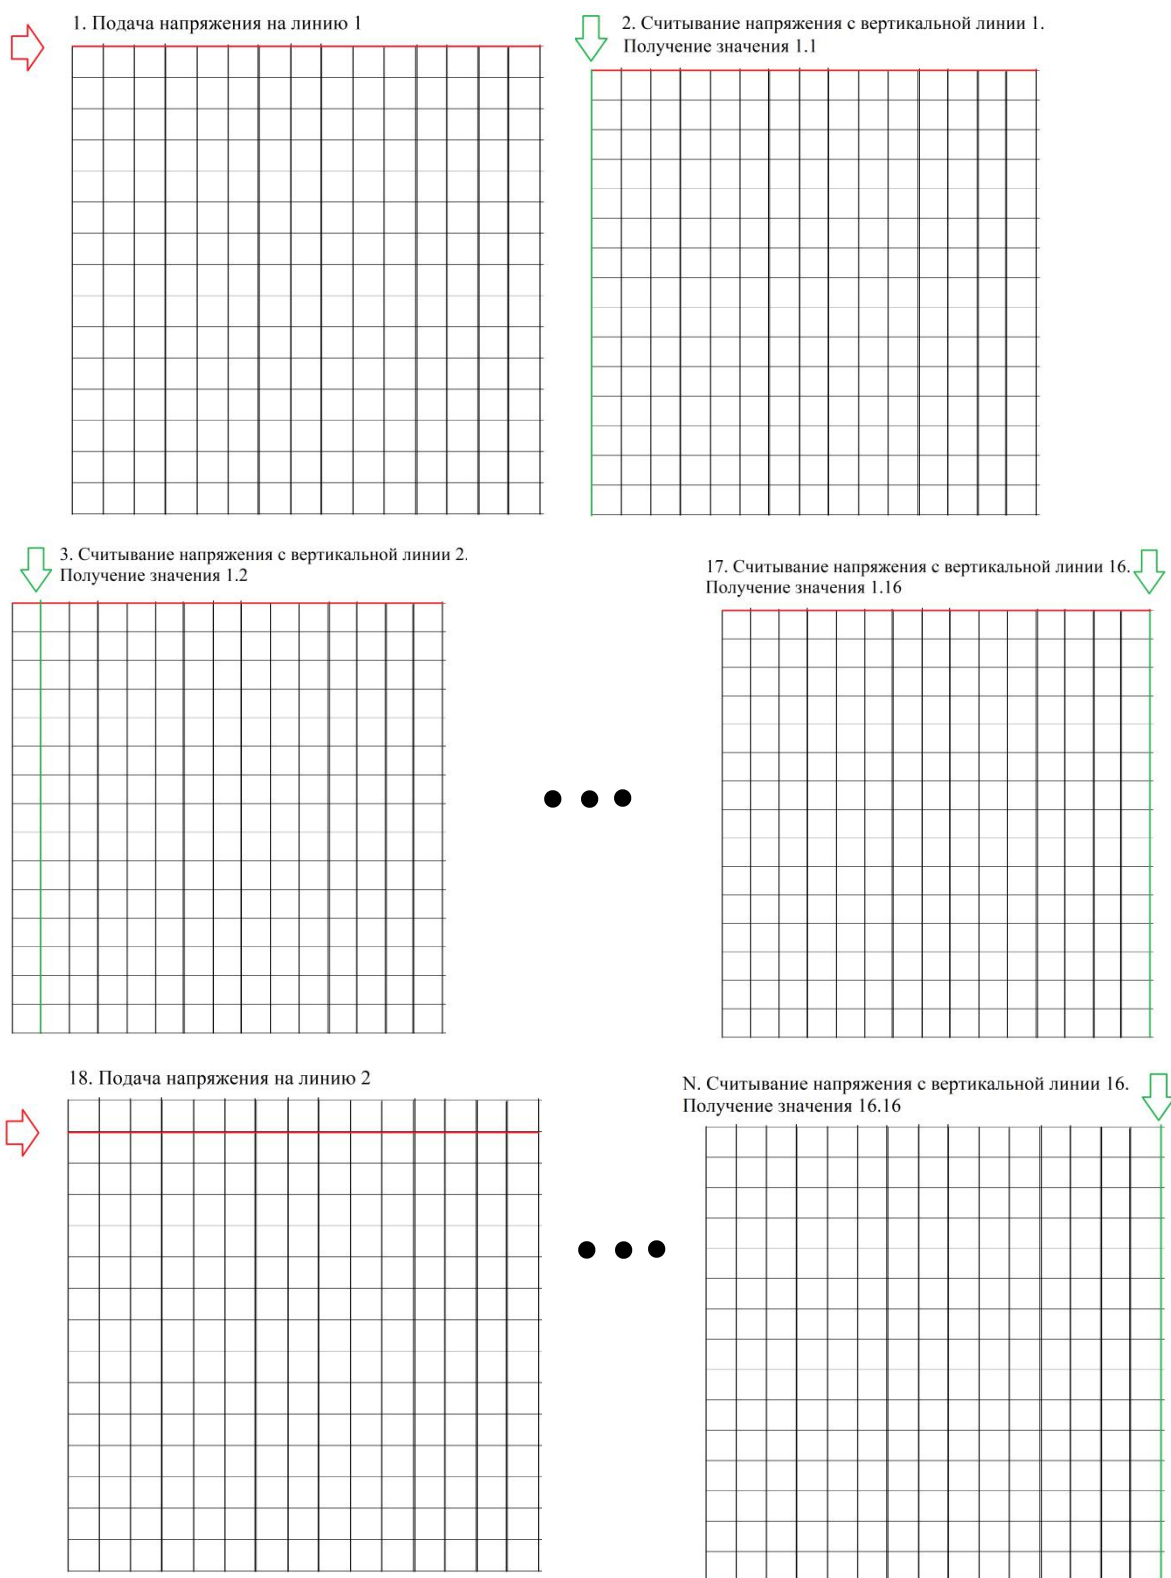 1. Подача напряжения на линию 1
2. Считывание напряжения с вертикальной линии 1.
Получение значения 1.1
3. Считывание напряжения с вертикальной линии 2.
Получение значения 1.2
17. Считывание напряжения с вертикальной линии 16.
Получение значения 1.16
18. Подача напряжения на линию 2
N. Считывание напряжения с вертикальной линии 16.
Получение значения 16.16